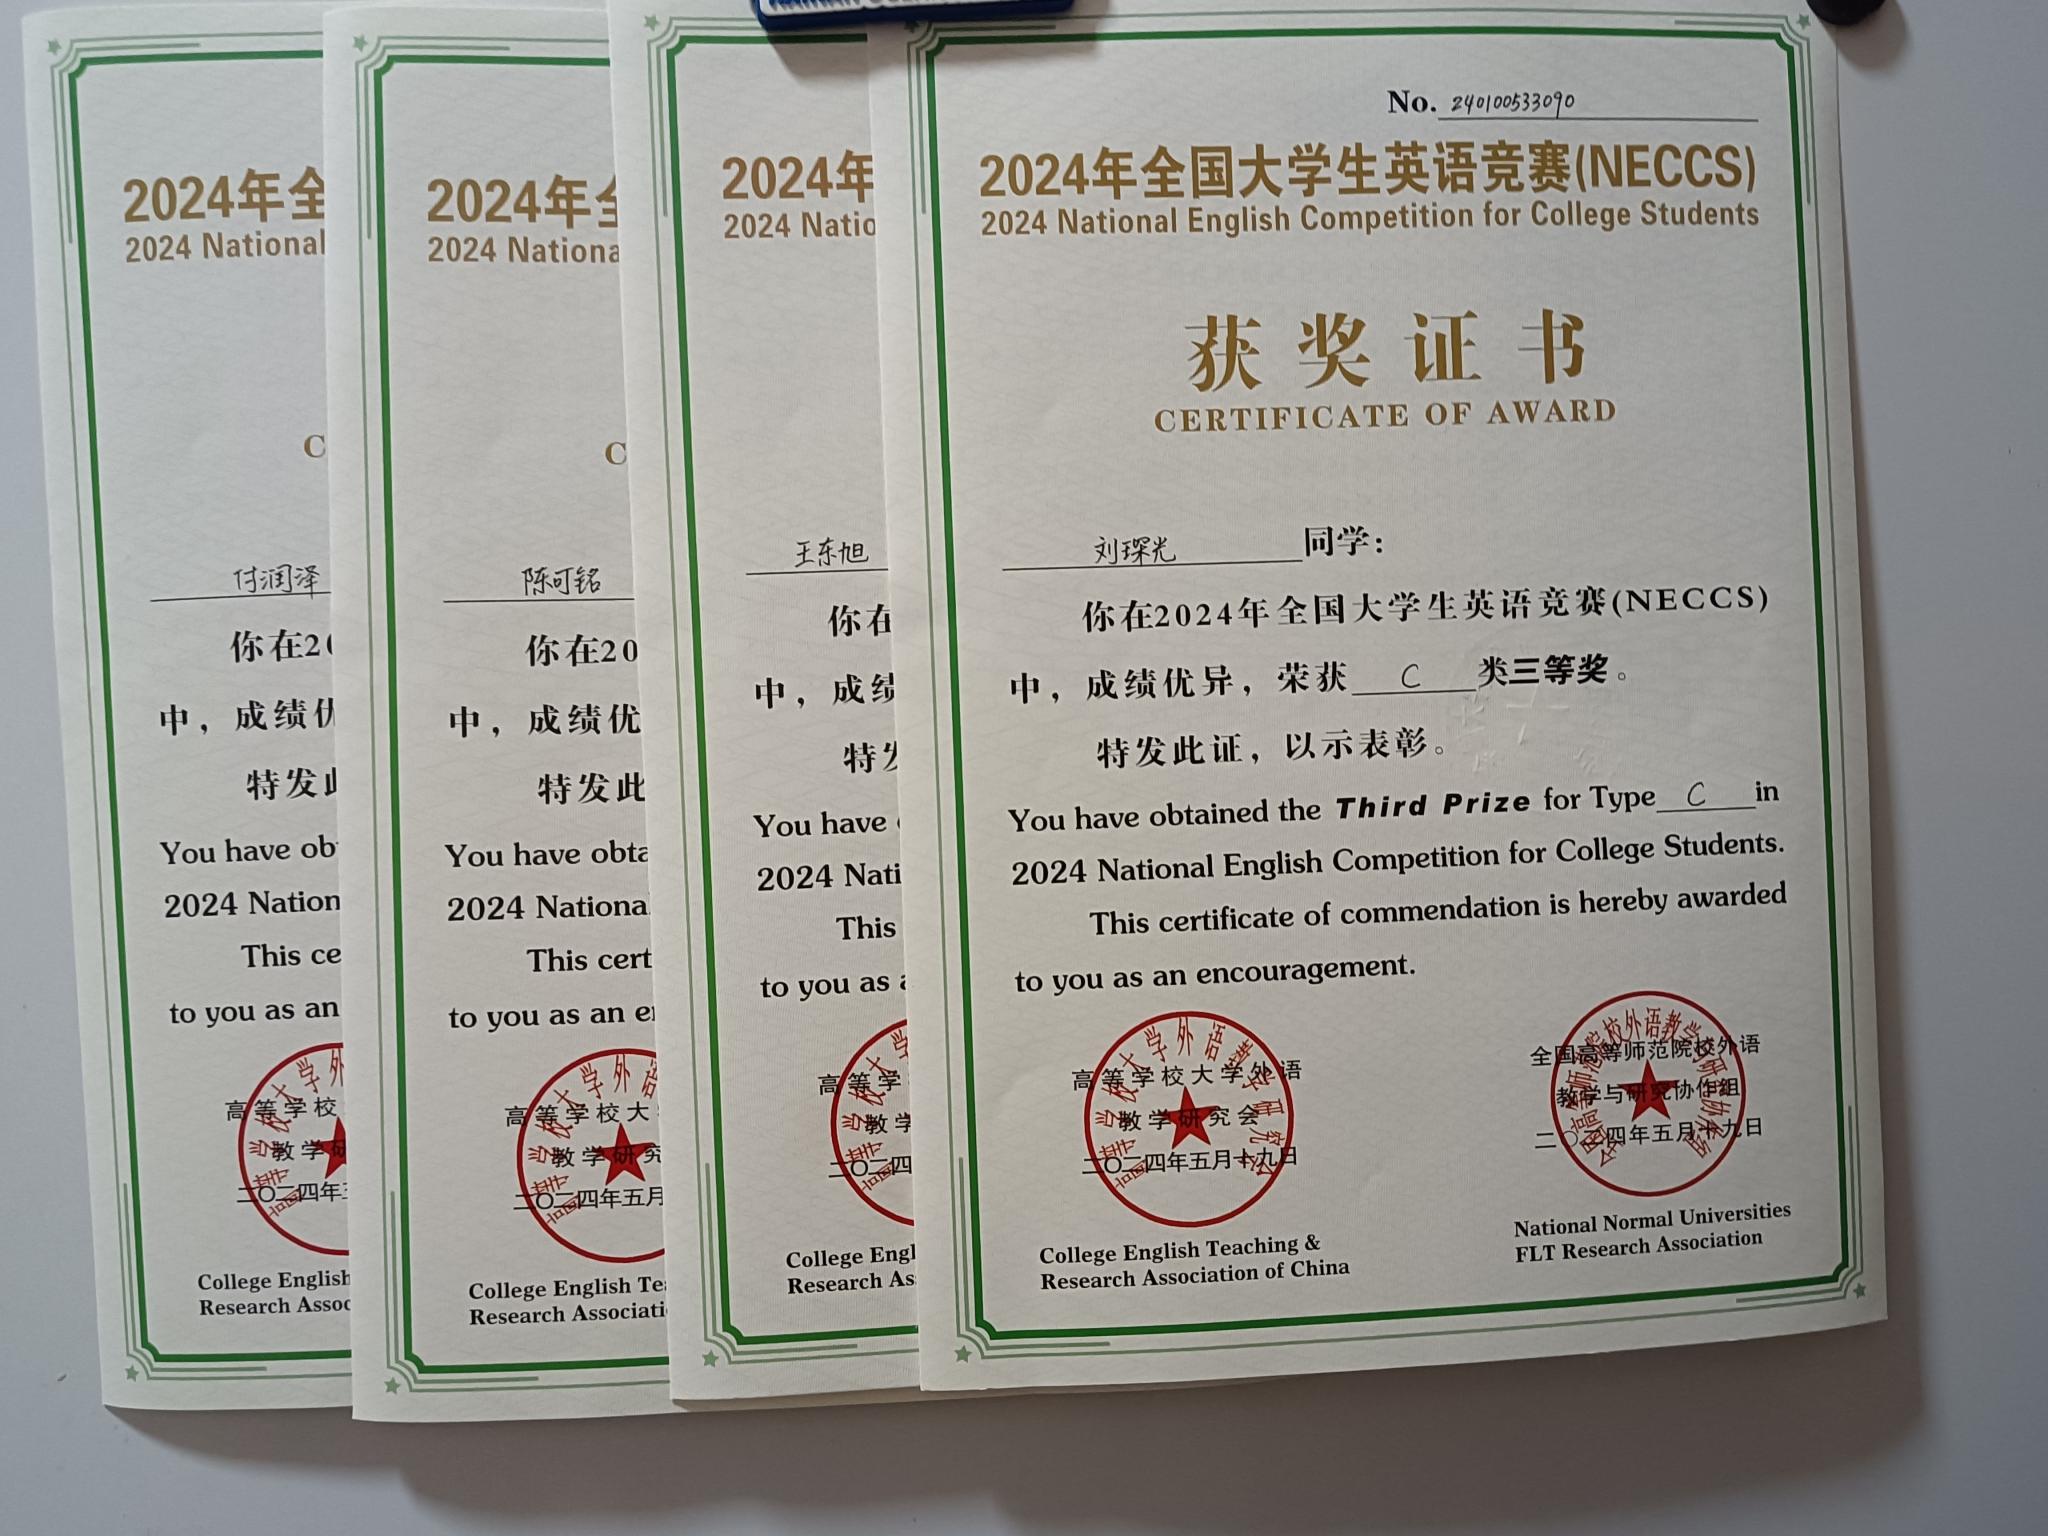 2024年全
2024 National
C
付润泽
你在20
中，成绩优
特发此
You have ob
2024 Nation
This ce
to you as an
高等学校
教学研
二〇二四年五
College English
Research Assoc
2024年全
2024 Nationa
C
陈可铭
你在20
中，成绩优
特发此
You have obta
2024 National
This cert
to you as an e
高等学校大
教学研究
二〇二四年五月
College English Te
Research Associati
2024年
2024 Natio
王东旭
你在
中，成绩
特发
You have
2024 Nati
This
to you as a
高等学
教学
二〇二四
College Engl
Research As
No. 240100533090
2024年全国大学生英语竞赛(NECCS)
2024 National English Competition for College Students
获奖证书
CERTIFICATE OF AWARD
刘琛光同学：
你在2024年全国大学生英语竞赛(NECCS)
中，成绩优异，荣获 C 类三等奖。
特发此证，以示表彰。
You have obtained the Third Prize for Type C in
2024 National English Competition for College Students.
This certificate of commendation is hereby awarded
to you as an encouragement.
高等学校大学外语
教学研究会
二〇二四年五月十九日
College English Teaching &
Research Association of China
全国高等师范院校外语
教学与研究协作组
二〇二四年五月十九日
National Normal Universities
FLT Research Association